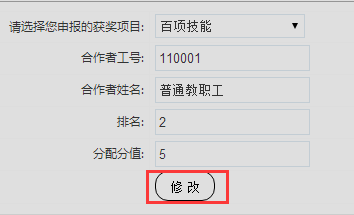 请选择您申报的获奖项目: 百项技能
合作者工号: 110001
合作者姓名: 普通教职工
排名: 2
分配分值: 5
修 改